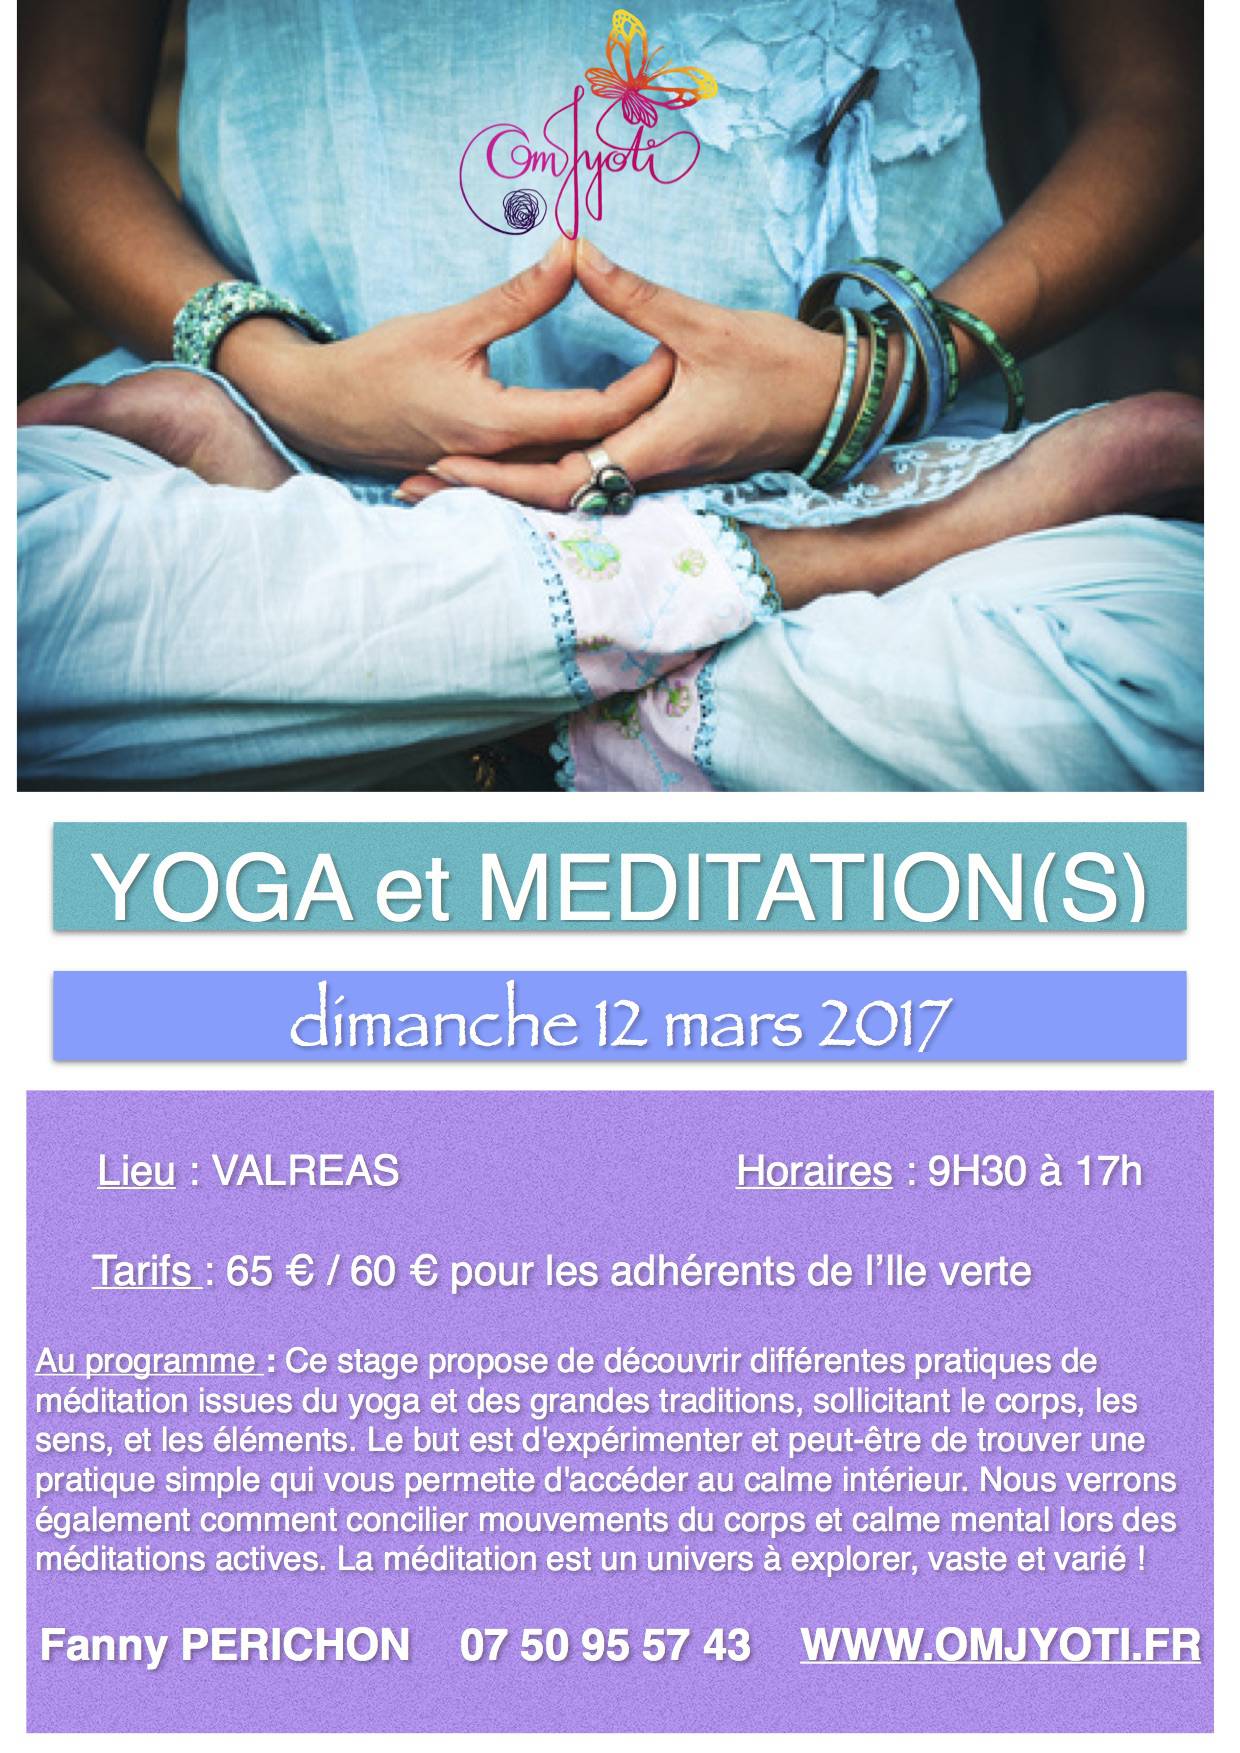 OmJyoti
YOGA et MEDITATION(S)
dimanche 12 mars 2017
Lieu : VALREAS
Horaires : 9H30 à 17h
Tarifs : 65 € / 60 € pour les adhérents de l’Ile verte
Au programme : Ce stage propose de découvrir différentes pratiques de
méditation issues du yoga et des grandes traditions, sollicitant le corps, les
sens, et les éléments. Le but est d'expérimenter et peut-être de trouver une
pratique simple qui vous permette d'accéder au calme intérieur. Nous verrons
également comment concilier mouvements du corps et calme mental lors des
méditations actives. La méditation est un univers à explorer, vaste et varié !
Fanny PERICHON 07 50 95 57 43 WWW.OMJYOTI.FR